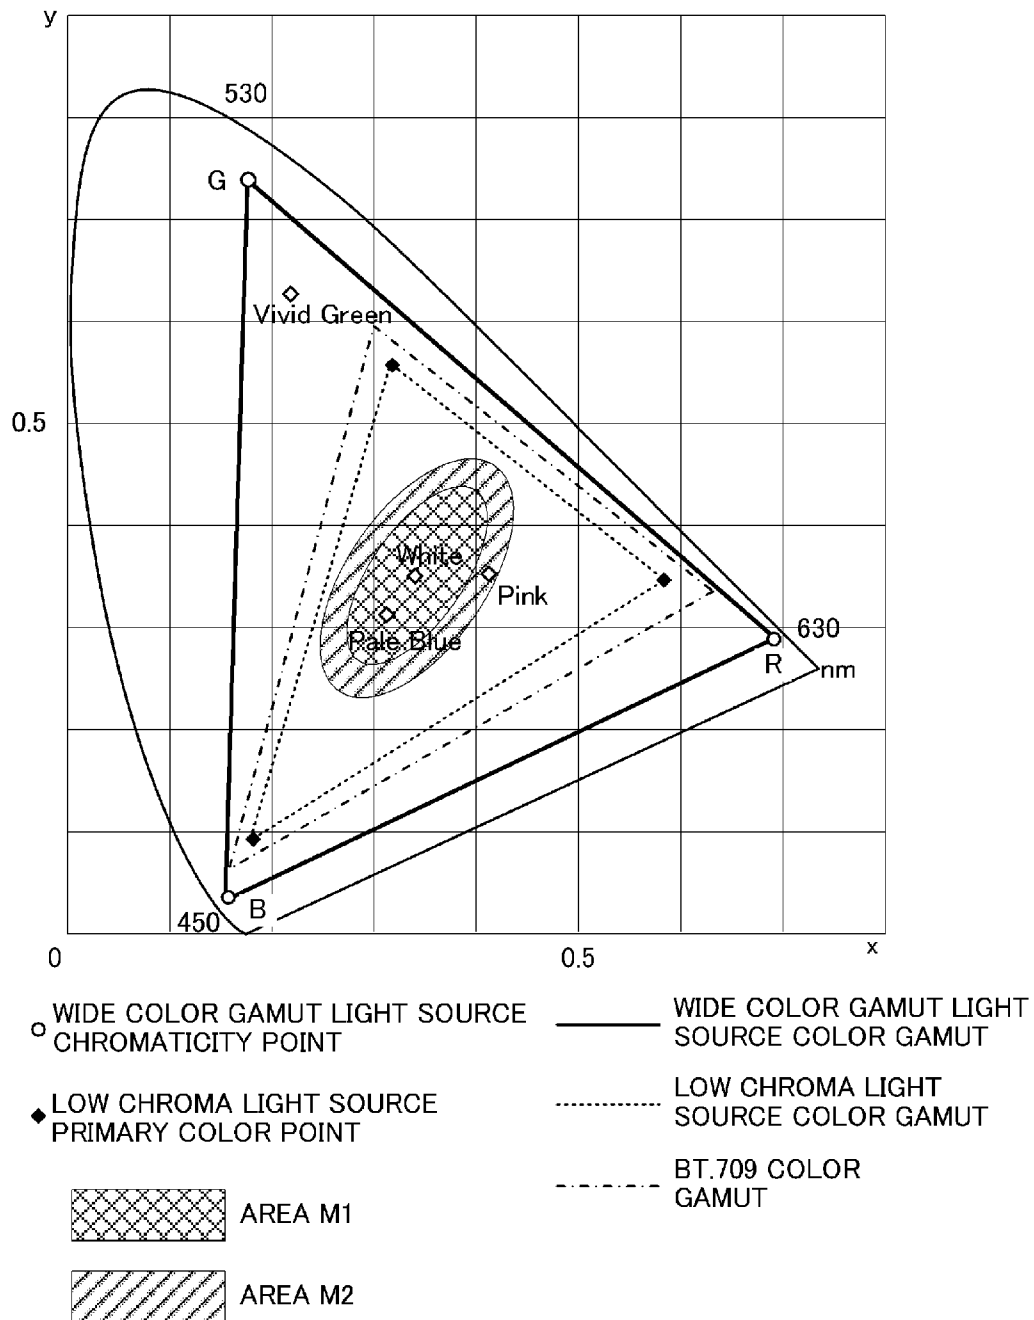 y
530
G
Vivid Green
0.5
White
Pink
Pale Blue
630
R
nm
B
450
0
0.5
x
WIDE COLOR GAMUT LIGHT SOURCE
CHROMATICITY POINT
LOW CHROMA LIGHT SOURCE
PRIMARY COLOR POINT
AREA M1
AREA M2
WIDE COLOR GAMUT LIGHT
SOURCE COLOR GAMUT
LOW CHROMA LIGHT
SOURCE COLOR GAMUT
BT.709 COLOR
GAMUT